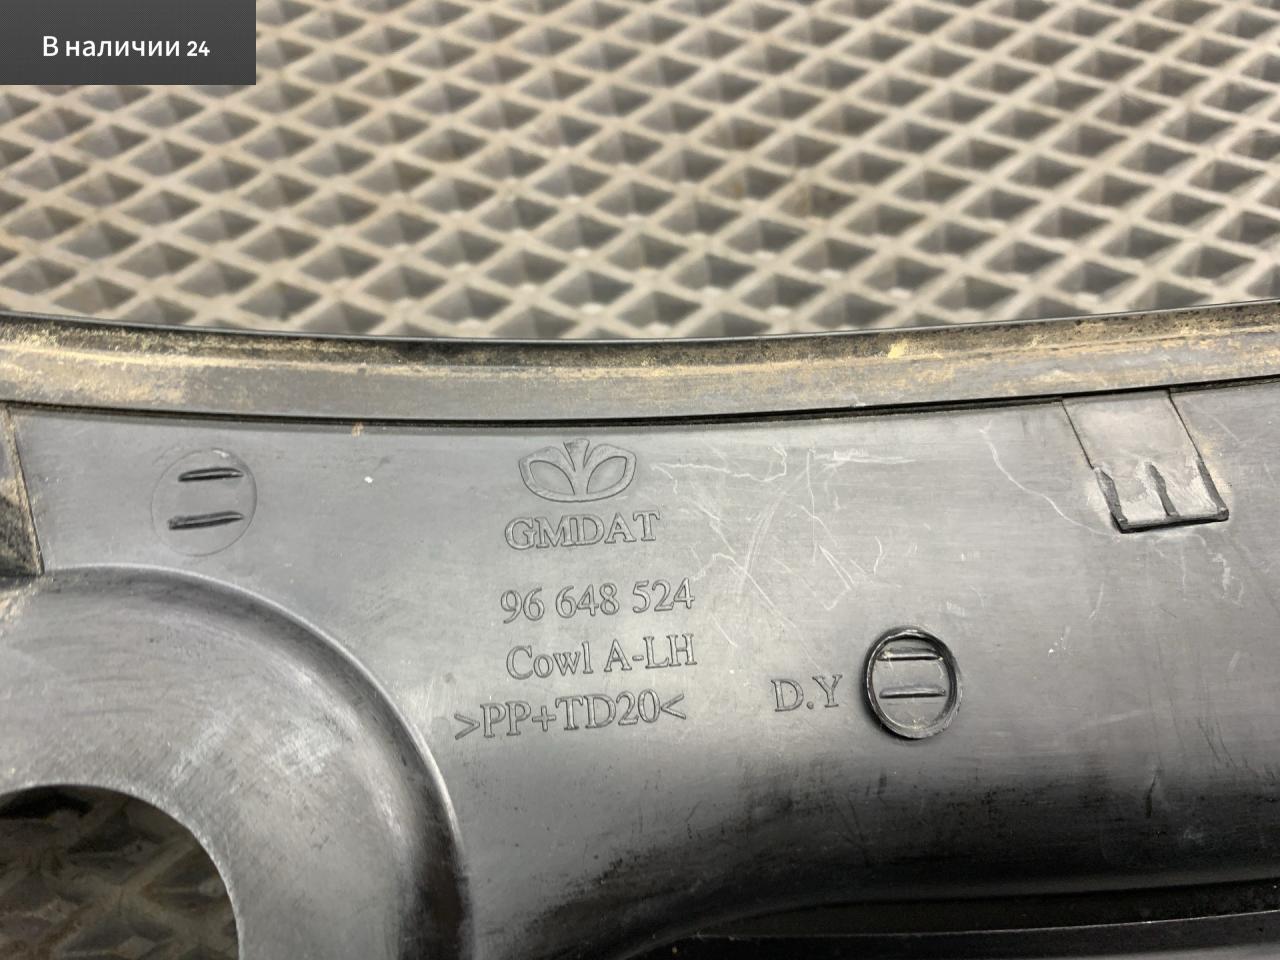 В наличии 24
GMDAT
96 648 524
Cowl A-LH
>PP+TD20<
D.Y